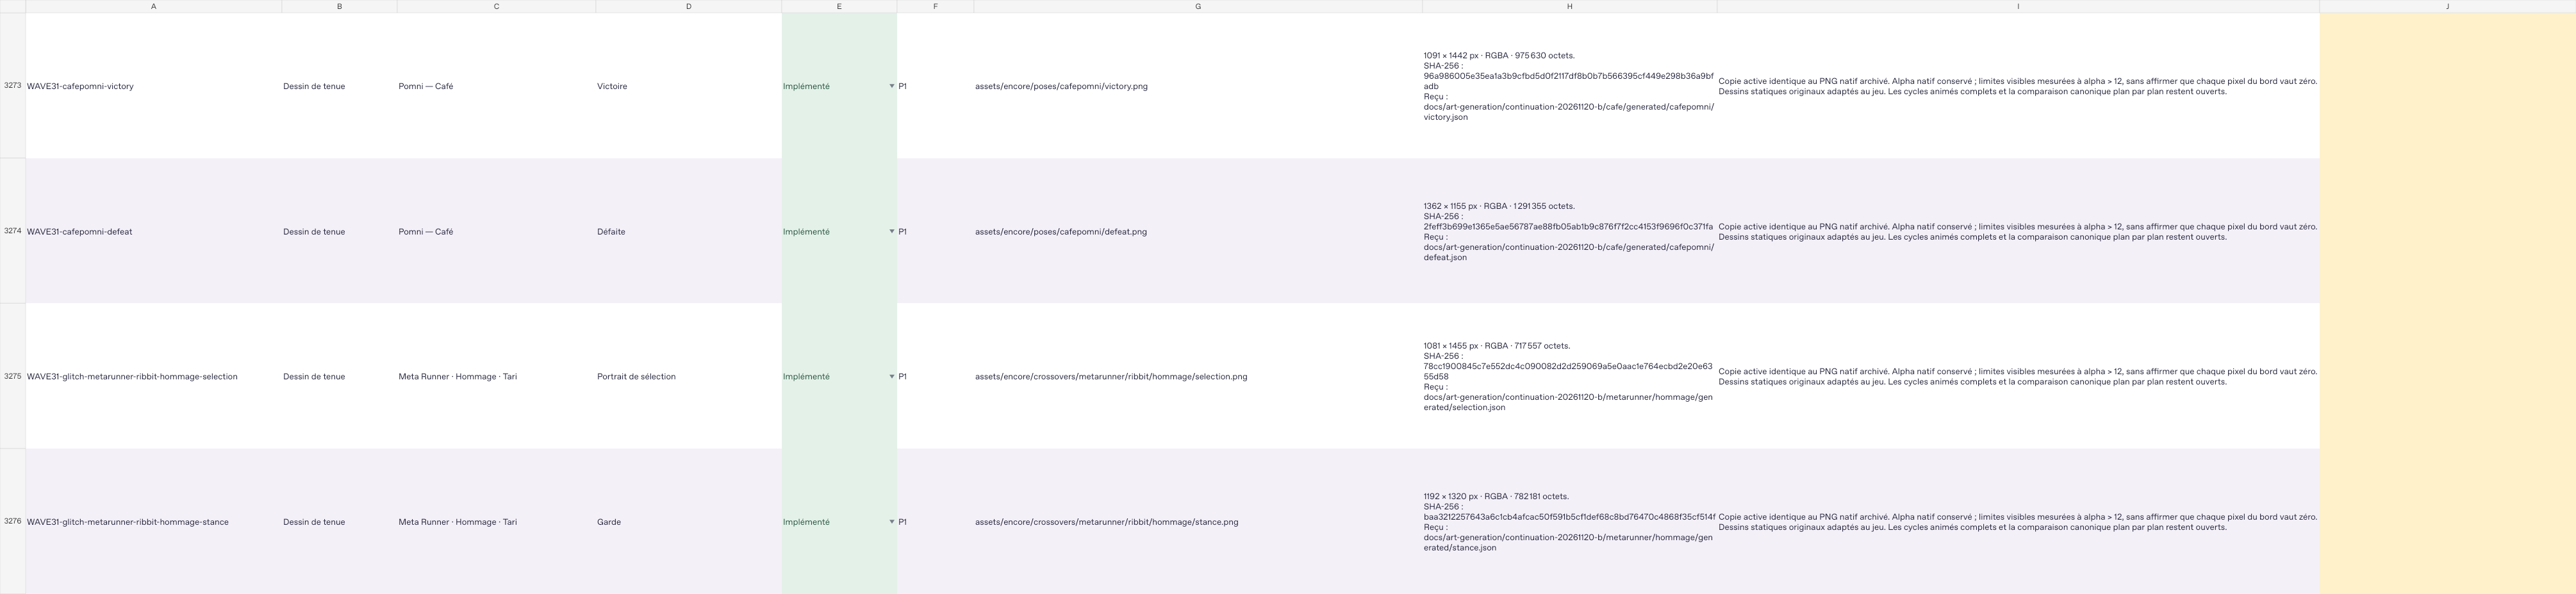 A B C D E F G H I J
3273
WAVE31-cafepomni-victory
Dessin de tenue
Pomni — Café
Victoire
Implémenté
P1
assets/encore/poses/cafepomni/victory.png
1091 × 1442 px · RGBA · 975 630 octets.
SHA-256 :
96a986005e35ea1a3b9cfbd5d0f2117df8b0b7b566395cf449e298b36a9bf
adb
Reçu :
docs/art-generation/continuation-20261120-b/cafe/generated/cafepomni/
victory.json
Copie active identique au PNG natif archivé. Alpha natif conservé ; limites visibles mesurées à alpha > 12, sans affirmer que chaque pixel du bord vaut zéro.
Dessins statiques originaux adaptés au jeu. Les cycles animés complets et la comparaison canonique plan par plan restent ouverts.
3274
WAVE31-cafepomni-defeat
Dessin de tenue
Pomni — Café
Défaite
Implémenté
P1
assets/encore/poses/cafepomni/defeat.png
1362 × 1155 px · RGBA · 1 291 355 octets.
SHA-256 :
2feff3b699e1365e5ae56787ae88fb05ab1b9c876f7f2cc4153f9696f0c371fa
Reçu :
docs/art-generation/continuation-20261120-b/cafe/generated/cafepomni/
defeat.json
Copie active identique au PNG natif archivé. Alpha natif conservé ; limites visibles mesurées à alpha > 12, sans affirmer que chaque pixel du bord vaut zéro.
Dessins statiques originaux adaptés au jeu. Les cycles animés complets et la comparaison canonique plan par plan restent ouverts.
3275
WAVE31-glitch-metarunner-ribbit-hommage-selection
Dessin de tenue
Meta Runner · Hommage · Tari
Portrait de sélection
Implémenté
P1
assets/encore/crossovers/metarunner/ribbit/hommage/selection.png
1081 × 1455 px · RGBA · 717 557 octets.
SHA-256 :
78cc1900845c7e552dc4c090082d2d259069a5e0aac1e764ecbd2e20e63
55d58
Reçu :
docs/art-generation/continuation-20261120-b/metarunner/hommage/gen
erated/selection.json
Copie active identique au PNG natif archivé. Alpha natif conservé ; limites visibles mesurées à alpha > 12, sans affirmer que chaque pixel du bord vaut zéro.
Dessins statiques originaux adaptés au jeu. Les cycles animés complets et la comparaison canonique plan par plan restent ouverts.
3276
WAVE31-glitch-metarunner-ribbit-hommage-stance
Dessin de tenue
Meta Runner · Hommage · Tari
Garde
Implémenté
P1
assets/encore/crossovers/metarunner/ribbit/hommage/stance.png
1192 × 1320 px · RGBA · 782 181 octets.
SHA-256 :
baa3212257643a6c1cb4afcac50f591b5cf1def68c8bd76470c4868f35cf514f
Reçu :
docs/art-generation/continuation-20261120-b/metarunner/hommage/gen
erated/stance.json
Copie active identique au PNG natif archivé. Alpha natif conservé ; limites visibles mesurées à alpha > 12, sans affirmer que chaque pixel du bord vaut zéro.
Dessins statiques originaux adaptés au jeu. Les cycles animés complets et la comparaison canonique plan par plan restent ouverts.